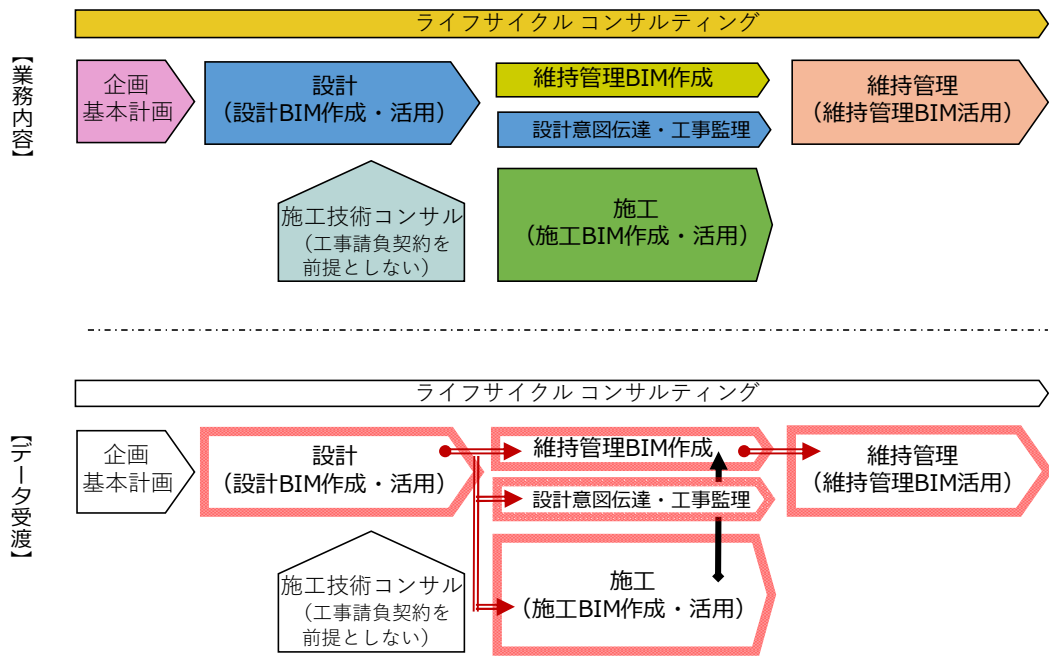 ライフサイクル コンサルティング
【業務内容】
企画
基本計画
設計
（設計BIM作成・活用）
維持管理BIM作成
設計意図伝達・工事監理
維持管理
（維持管理BIM活用）
施工技術コンサル
（工事請負契約を
前提としない）
施工
（施工BIM作成・活用）
ライフサイクル コンサルティング
【データ受渡】
企画
基本計画
設計
（設計BIM作成・活用）
維持管理BIM作成
設計意図伝達・工事監理
維持管理
（維持管理BIM活用）
施工技術コンサル
（工事請負契約を
前提としない）
施工
（施工BIM作成・活用）